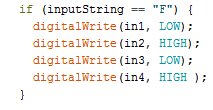 if (inputString == "F") {
digitalWrite(in1, LOW);
digitalWrite(in2, HIGH);
digitalWrite(in3, LOW);
digitalWrite(in4, HIGH );
}